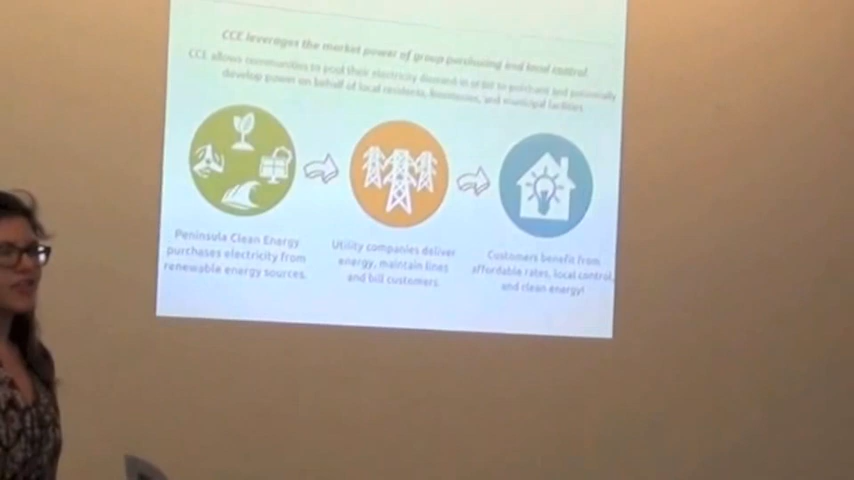 CCE leverages the market power of group purchasing and local control
CCE allows communities to pool their electricity demand in order to purchase and potentially
develop power on behalf of local residents, businesses, and municipal facilities
Peninsula Clean Energy
purchases electricity from
renewable energy sources.
Utility companies deliver
energy, maintain lines
and bill customers.
Customers benefit from
affordable rates, local control,
and clean energy!